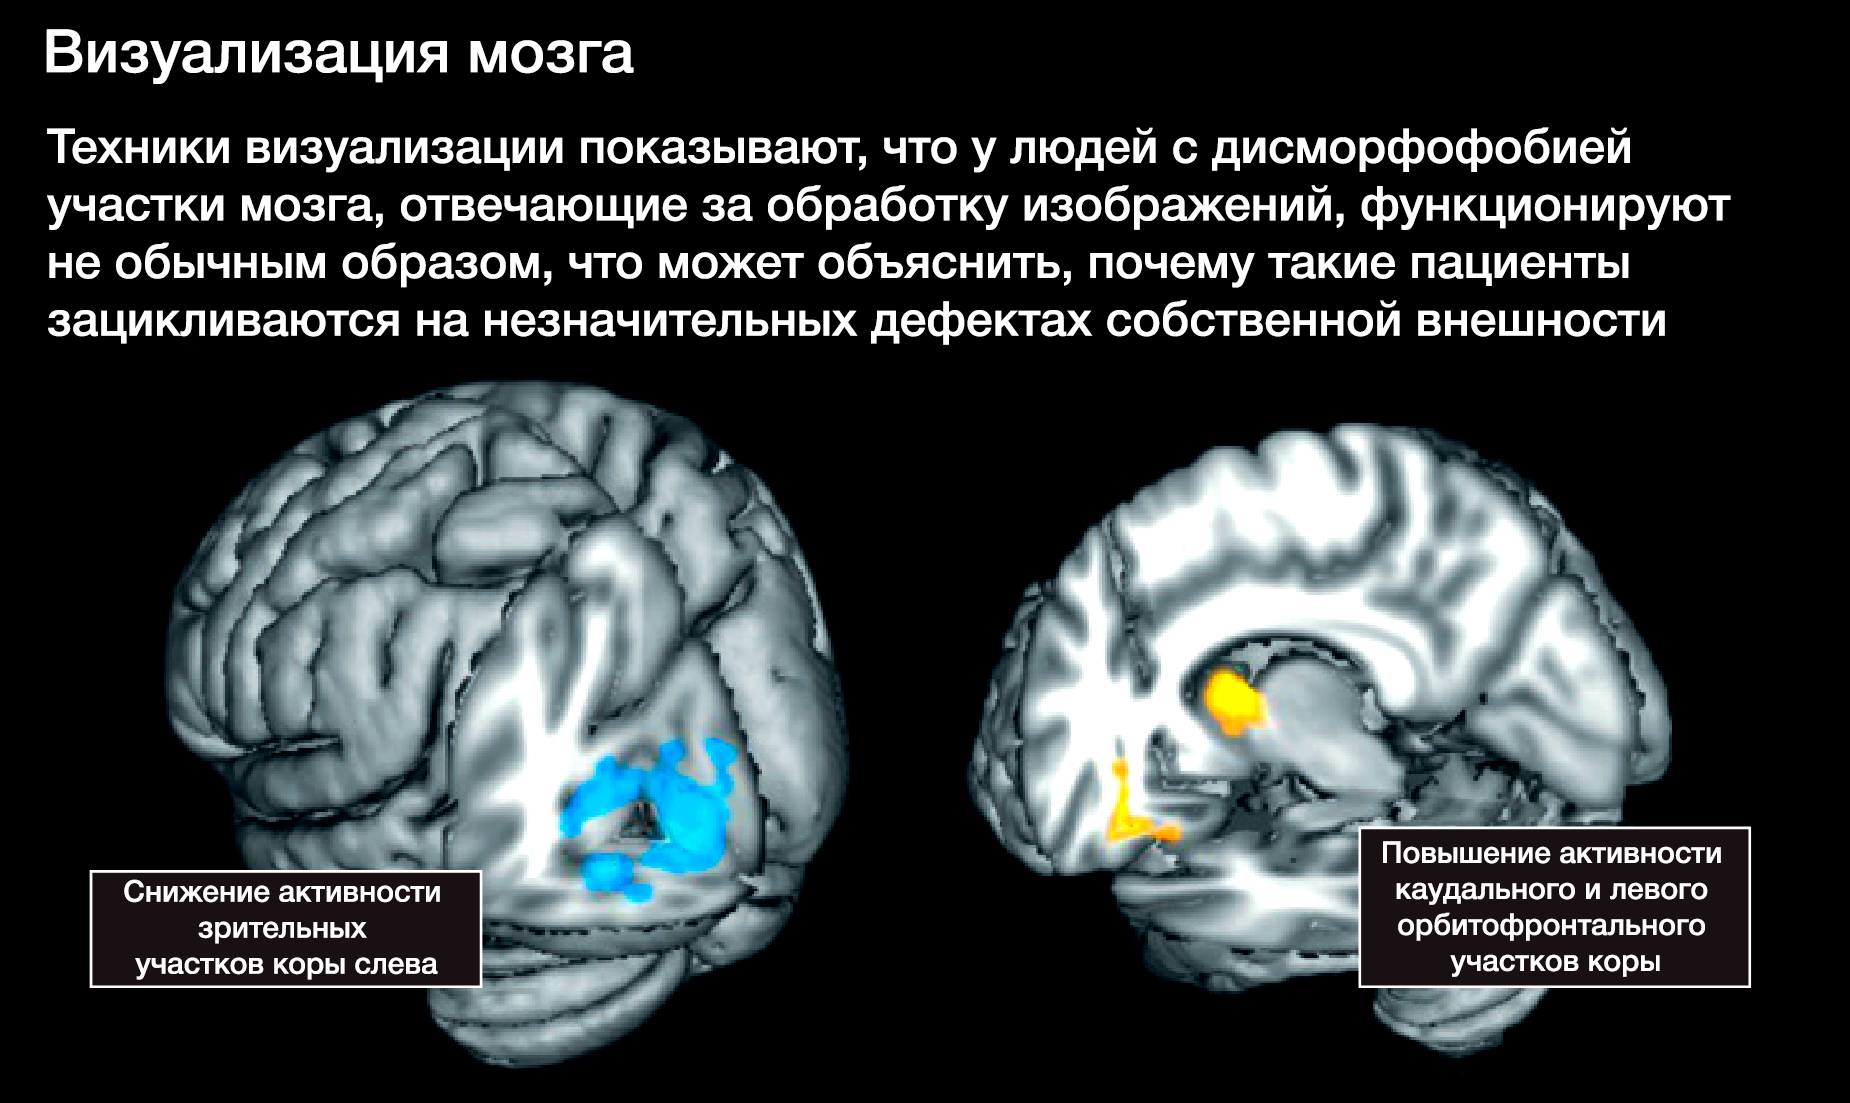 Визуализация мозга
Техники визуализации показывают, что у людей с дисморфофобией
участки мозга, отвечающие за обработку изображений, функционируют
не обычным образом, что может объяснить, почему такие пациенты
зацикливаются на незначительных дефектах собственной внешности
Снижение активности
зрительных
участков коры слева
Повышение активности
каудального и левого
орбитофронтального
участков коры